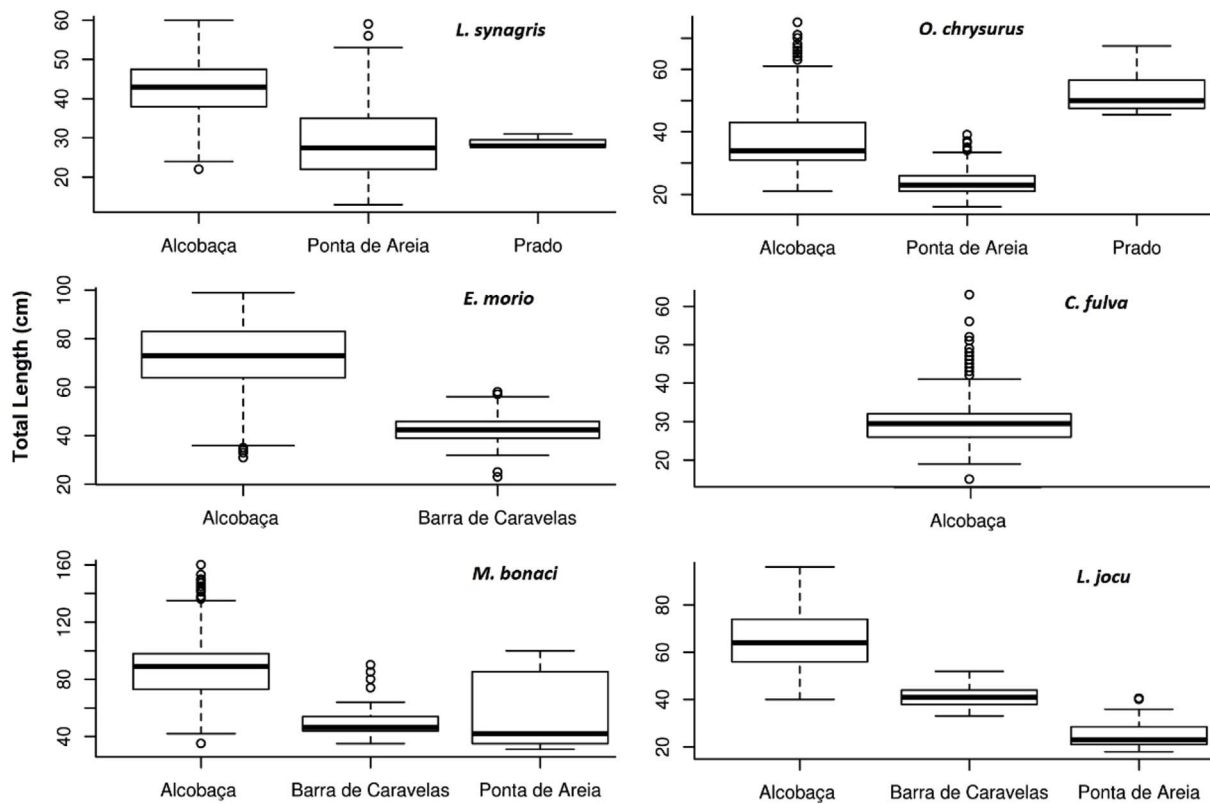 L. synagris
60
50
40
30
20
Alcobaça Ponta de Areia Prado
O. chrysurus
60
40
20
Alcobaça Ponta de Areia Prado
Total Length (cm)
E. morio
100
80
60
40
20
Alcobaça Barra de Caravelas
C. fulva
60
50
40
30
20
Alcobaça
M. bonaci
160
120
80
40
Alcobaça Barra de Caravelas Ponta de Areia
L. jocu
80
60
40
20
Alcobaça Barra de Caravelas Ponta de Areia